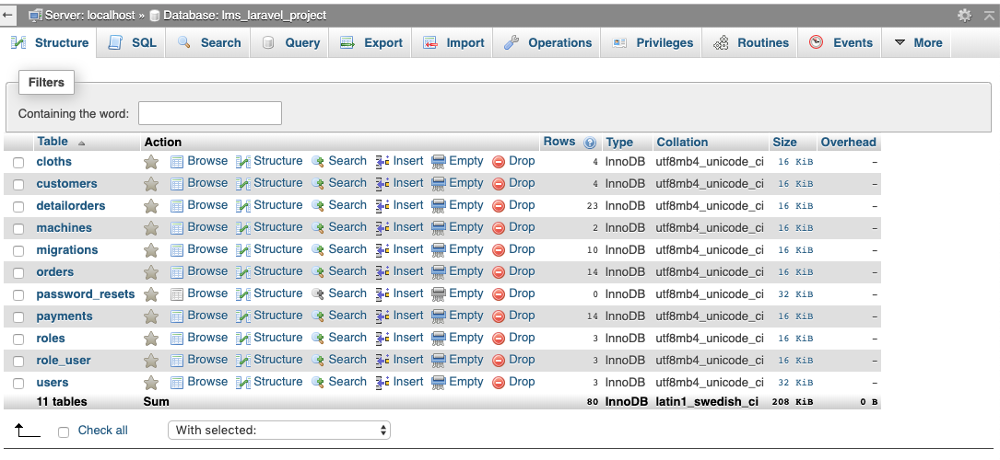 Server: localhost » Database: lms_laravel_project
Structure SQL Search Query Export Import Operations Privileges Routines Events More
Filters
Containing the word:
Table Action Rows Type Collation Size Overhead
cloths Browse Structure Search Insert Empty Drop 4 InnoDB utf8mb4_unicode_ci 16 KiB –
customers Browse Structure Search Insert Empty Drop 4 InnoDB utf8mb4_unicode_ci 16 KiB –
detailorders Browse Structure Search Insert Empty Drop 23 InnoDB utf8mb4_unicode_ci 16 KiB –
machines Browse Structure Search Insert Empty Drop 2 InnoDB utf8mb4_unicode_ci 16 KiB –
migrations Browse Structure Search Insert Empty Drop 10 InnoDB utf8mb4_unicode_ci 16 KiB –
orders Browse Structure Search Insert Empty Drop 14 InnoDB utf8mb4_unicode_ci 16 KiB –
password_resets Browse Structure Search Insert Empty Drop 0 InnoDB utf8mb4_unicode_ci 32 KiB –
payments Browse Structure Search Insert Empty Drop 14 InnoDB utf8mb4_unicode_ci 16 KiB –
roles Browse Structure Search Insert Empty Drop 3 InnoDB utf8mb4_unicode_ci 16 KiB –
role_user Browse Structure Search Insert Empty Drop 3 InnoDB utf8mb4_unicode_ci 16 KiB –
users Browse Structure Search Insert Empty Drop 3 InnoDB utf8mb4_unicode_ci 32 KiB –
11 tables Sum 80 InnoDB latin1_swedish_ci 208 KiB 0 B
Check all With selected: